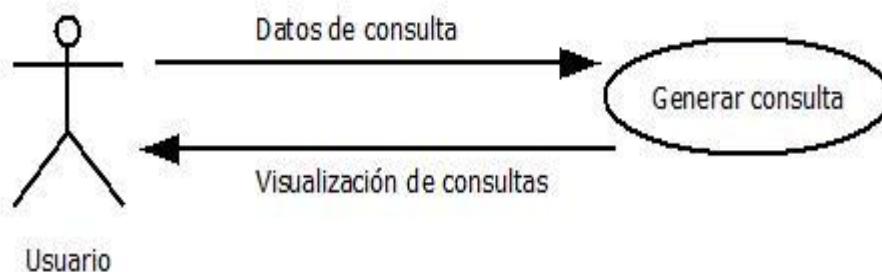 Datos de consulta
Generar consulta
Visualización de consultas
Usuario